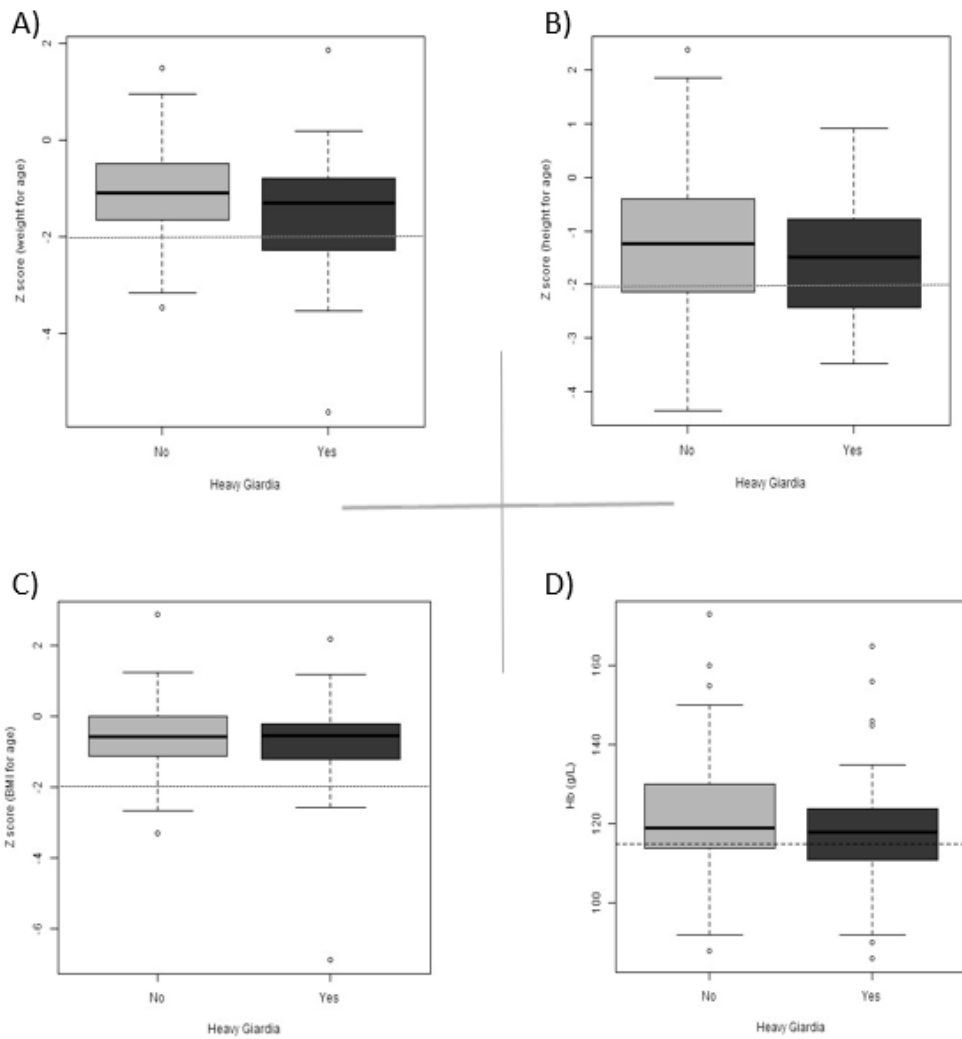 A)
Z score (weight for age)
2
0
-2
-4
No
Yes
Heavy Giardia
B)
Z score (height for age)
2
1
0
-1
-2
-3
-4
No
Yes
Heavy Giardia
C)
Z score (BMI for age)
2
0
-2
-4
-6
No
Yes
Heavy Giardia
D)
Hb (g/L)
160
140
120
100
No
Yes
Heavy Giardia